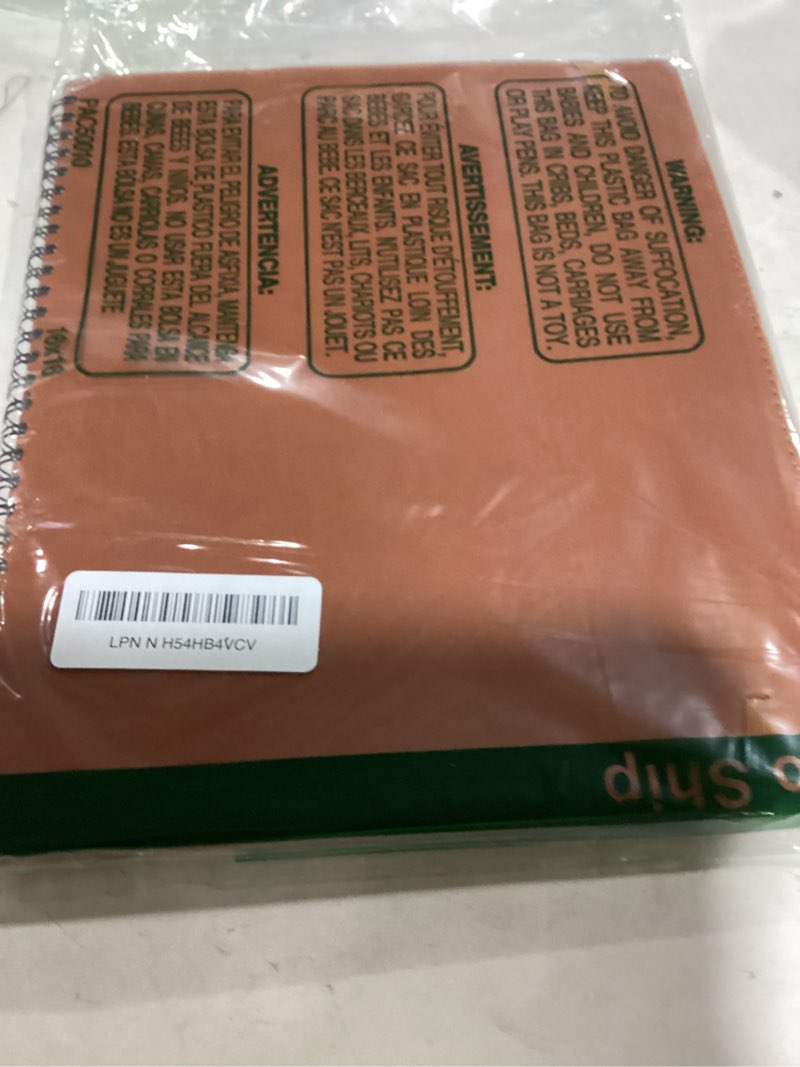 WARNING:
TO AVOID DANGER OF SUFFOCATION,
KEEP THIS PLASTIC BAG AWAY FROM
BABIES AND CHILDREN. DO NOT USE
THIS BAG IN CRIBS, BEDS, CARRIAGES
OR PLAY PENS. THIS BAG IS NOT A TOY.
AVERTISSEMENT:
POUR ÉVITER TOUT RISQUE D'ÉTOUFFEMENT,
GARDEZ CE SAC EN PLASTIQUE LOIN DES
BÉBÉS ET LES ENFANTS. N'UTILISEZ PAS CE
SAC DANS LES BERCEAUX, LITS, CHARIOTS OU
PARC AU BÉBÉ. CE SAC N'EST PAS UN JOUET.
ADVERTENCIA:
PARA EVITAR EL PELIGRO DE ASFIXIA, MANTENGA
ESTA BOLSA DE PLASTICO FUERA DEL ALCANCE
DE BEBES Y NIÑOS. NO USAR ESTA BOLSA EN
CUNAS, CAMAS, CARRIOLAS O CORRALES PARA
BEBES. ESTA BOLSA NO ES UN JUGUETE
PAC50010
16x16
LPN N H54HB4VCV
o Ship